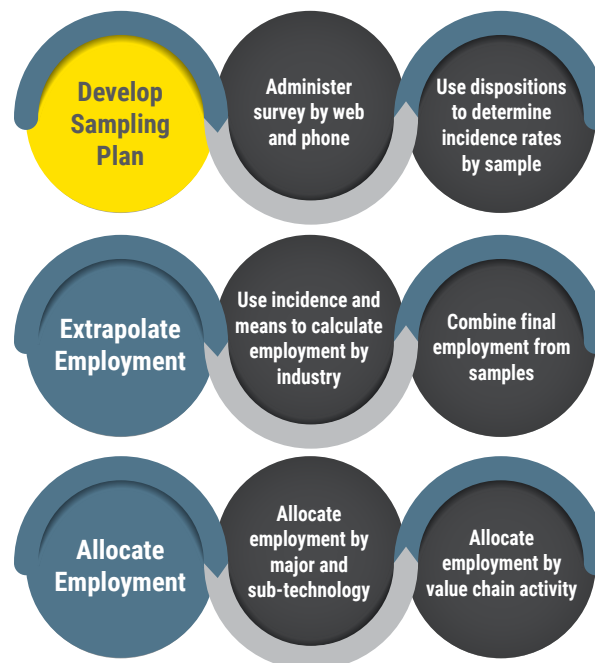 Develop
Sampling
Plan
Administer
survey by web
and phone
Use dispositions
to determine
incidence rates
by sample
Extrapolate
Employment
Use incidence and
means to calculate
employment by
industry
Combine final
employment from
samples
Allocate
Employment
Allocate
employment by
major and
sub-technology
Allocate
employment by
value chain activity